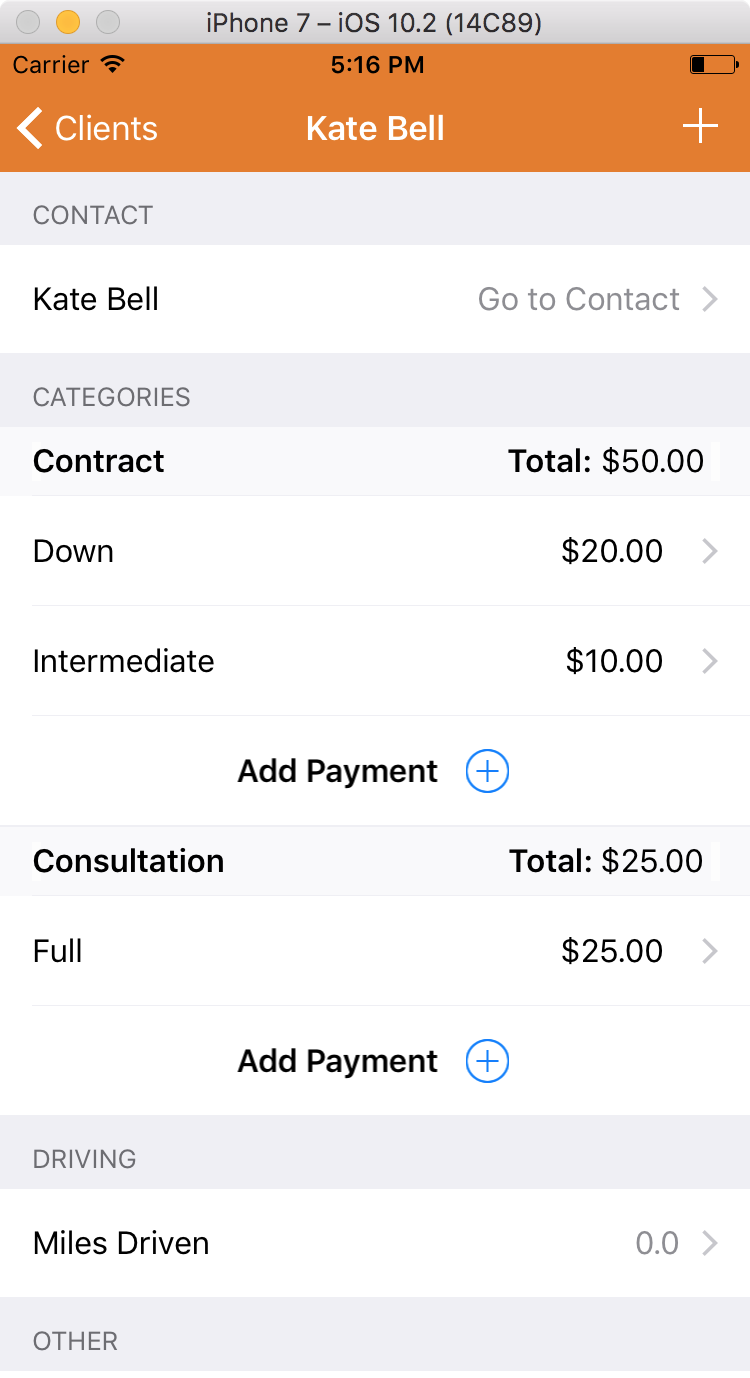 iPhone 7 – iOS 10.2 (14C89)
Carrier 5:16 PM
Clients Kate Bell
CONTACT
Kate Bell Go to Contact
CATEGORIES
Contract Total: $50.00
Down $20.00
Intermediate $10.00
Add Payment
Consultation Total: $25.00
Full $25.00
Add Payment
DRIVING
Miles Driven 0.0
OTHER